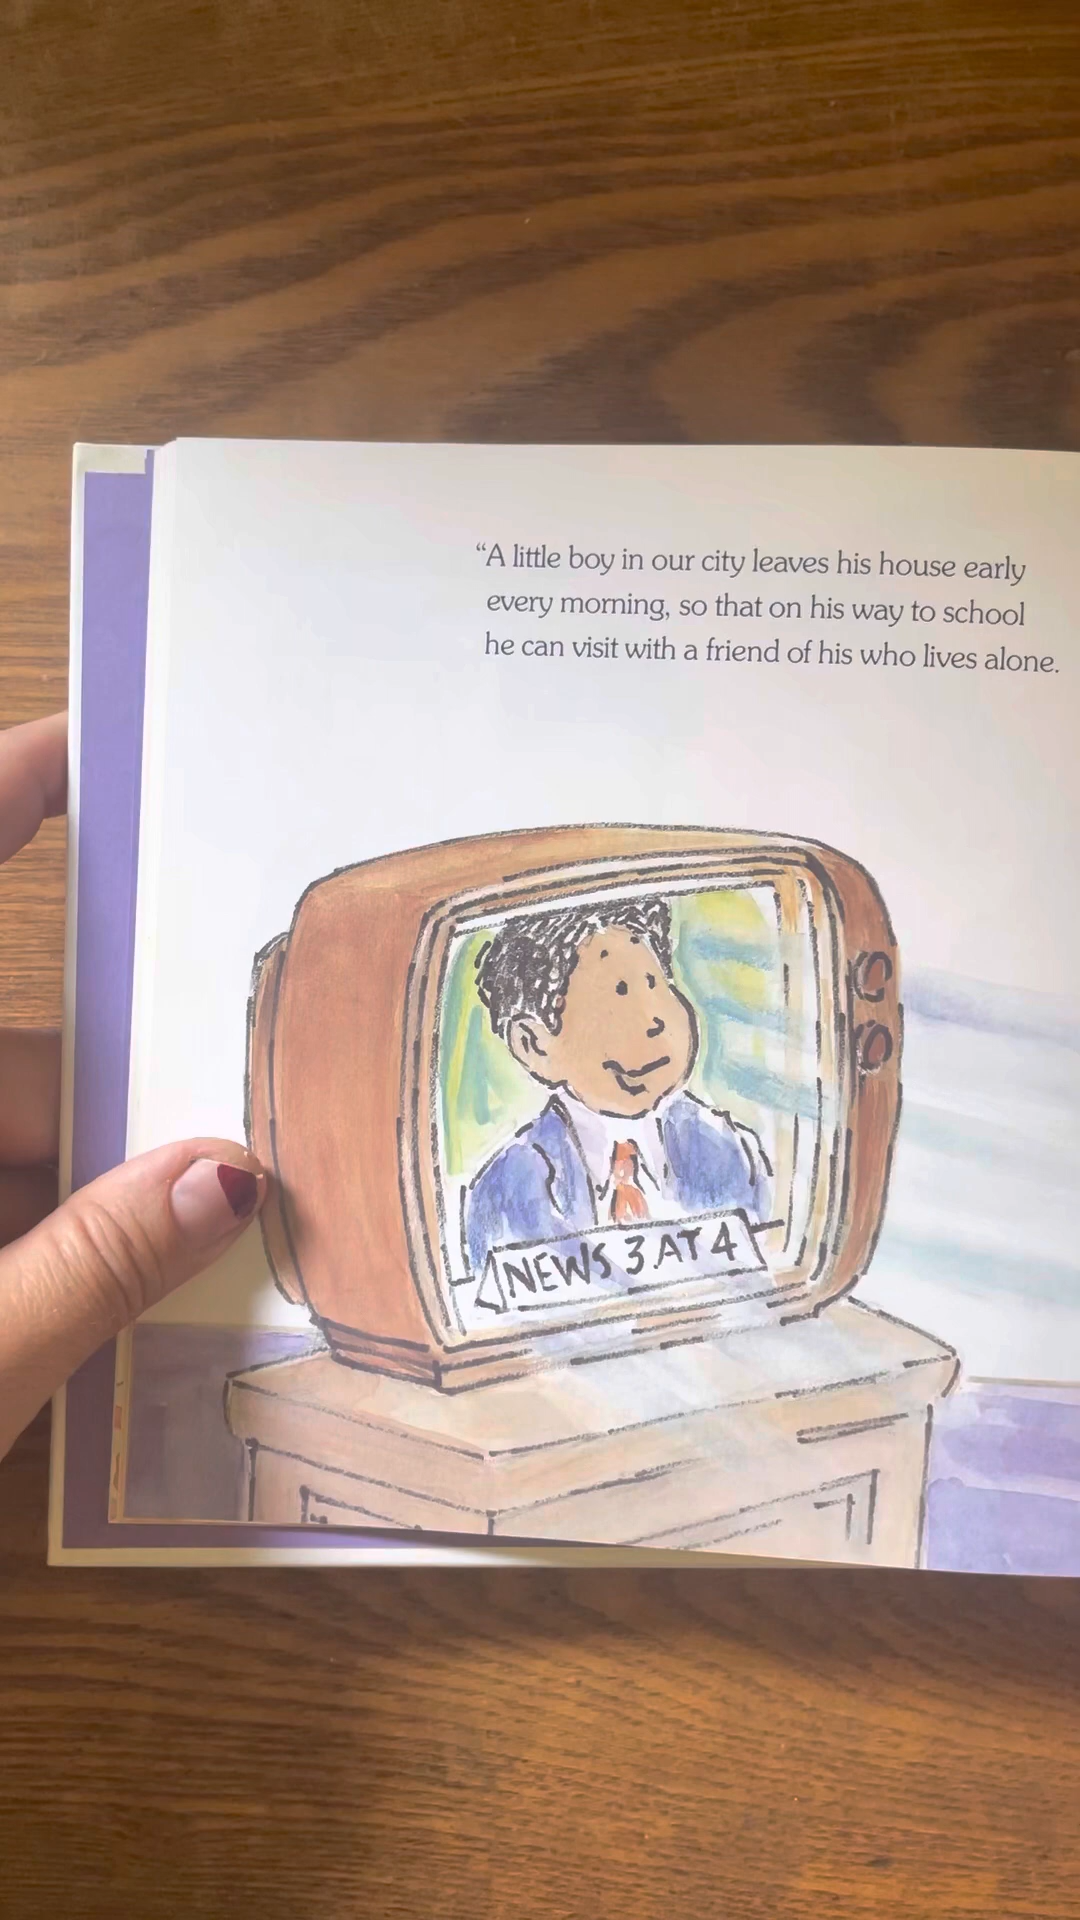 “A little boy in our city leaves his house early
every morning, so that on his way to school
he can visit with a friend of his who lives alone.
NEWS 3 AT 4